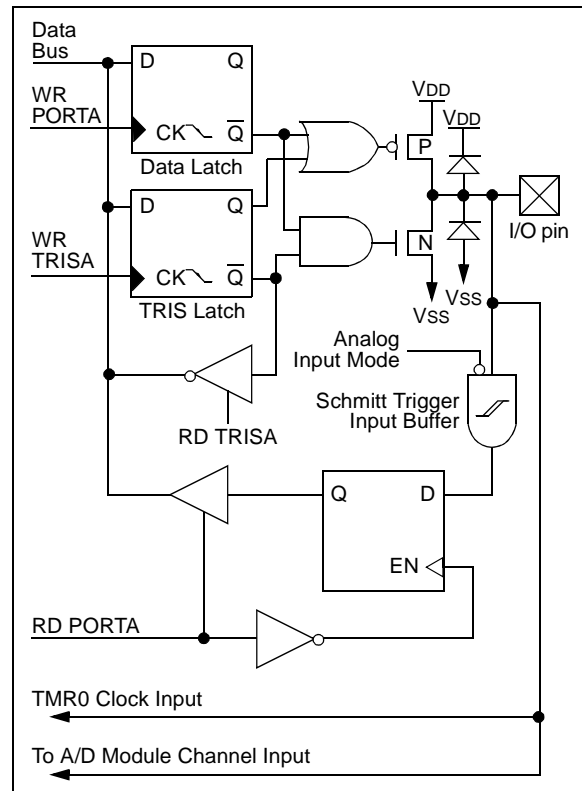 Data
Bus
D Q
VDD
WR
PORTA
VDD
CK Q
P
Data Latch
D Q
I/O pin
WR
TRISA
N
CK Q
VSS
VSS
TRIS Latch
Analog
Input Mode
Schmitt Trigger
Input Buffer
RD TRISA
Q D
EN
RD PORTA
TMR0 Clock Input
To A/D Module Channel Input